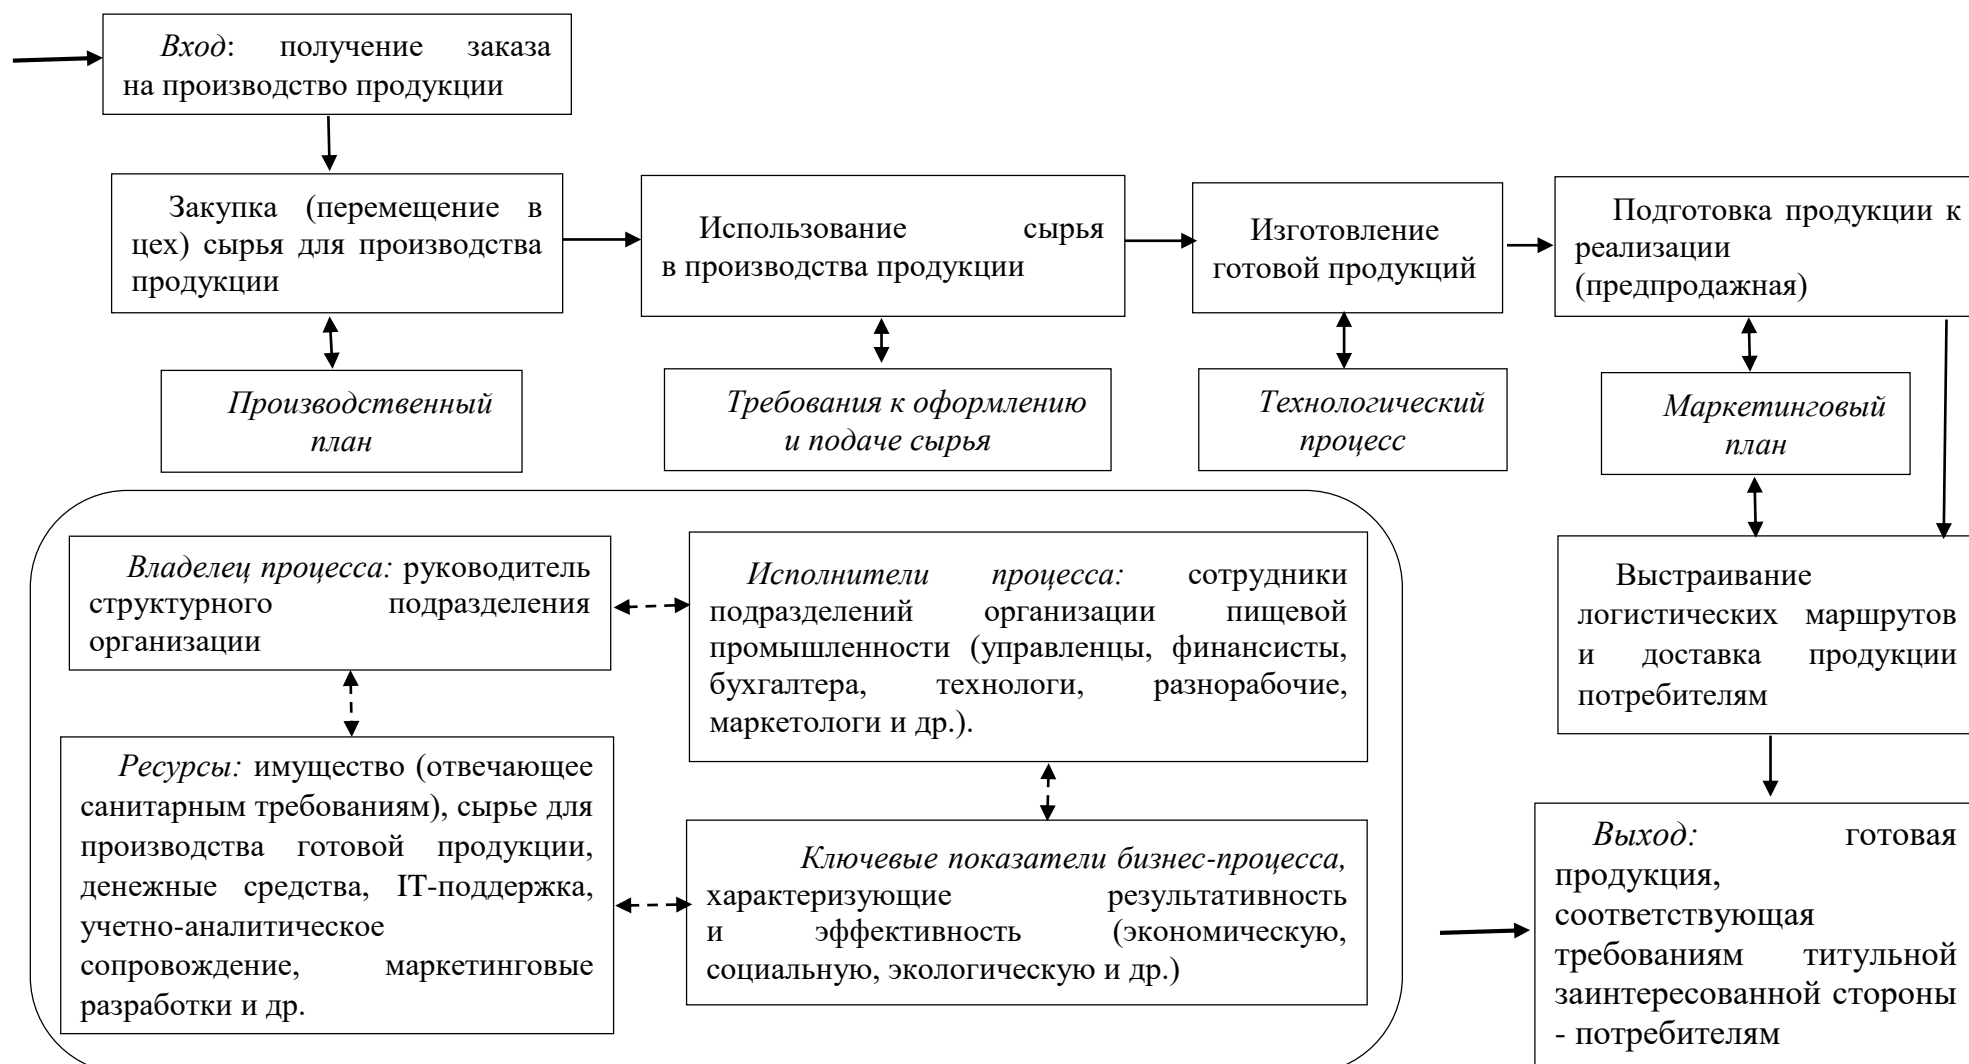 Вход: получение заказа
на производство продукции
Закупка (перемещение в
цех) сырья для производства
продукции
Использование сырья
в производства продукции
Изготовление
готовой продукций
Подготовка продукции к
реализации
(предпродажная)
Производственный
план
Требования к оформлению
и подаче сырья
Технологический
процесс
Маркетинговый
план
Владелец процесса: руководитель
структурного подразделения
организации
Исполнители процесса: сотрудники
подразделений организации пищевой
промышленности (управленцы, финансисты,
бухгалтера, технологи, разнорабочие,
маркетологи и др.).
Выстраивание
логистических маршрутов
и доставка продукции
потребителям
Ресурсы: имущество (отвечающее
санитарным требованиям), сырье для
производства готовой продукции,
денежные средства, IT-поддержка,
учетно-аналитическое
сопровождение, маркетинговые
разработки и др.
Ключевые показатели бизнес-процесса,
характеризующие результативность
и эффективность (экономическую,
социальную, экологическую и др.)
Выход: готовая
продукция,
соответствующая
требованиям титульной
заинтересованной стороны
- потребителям